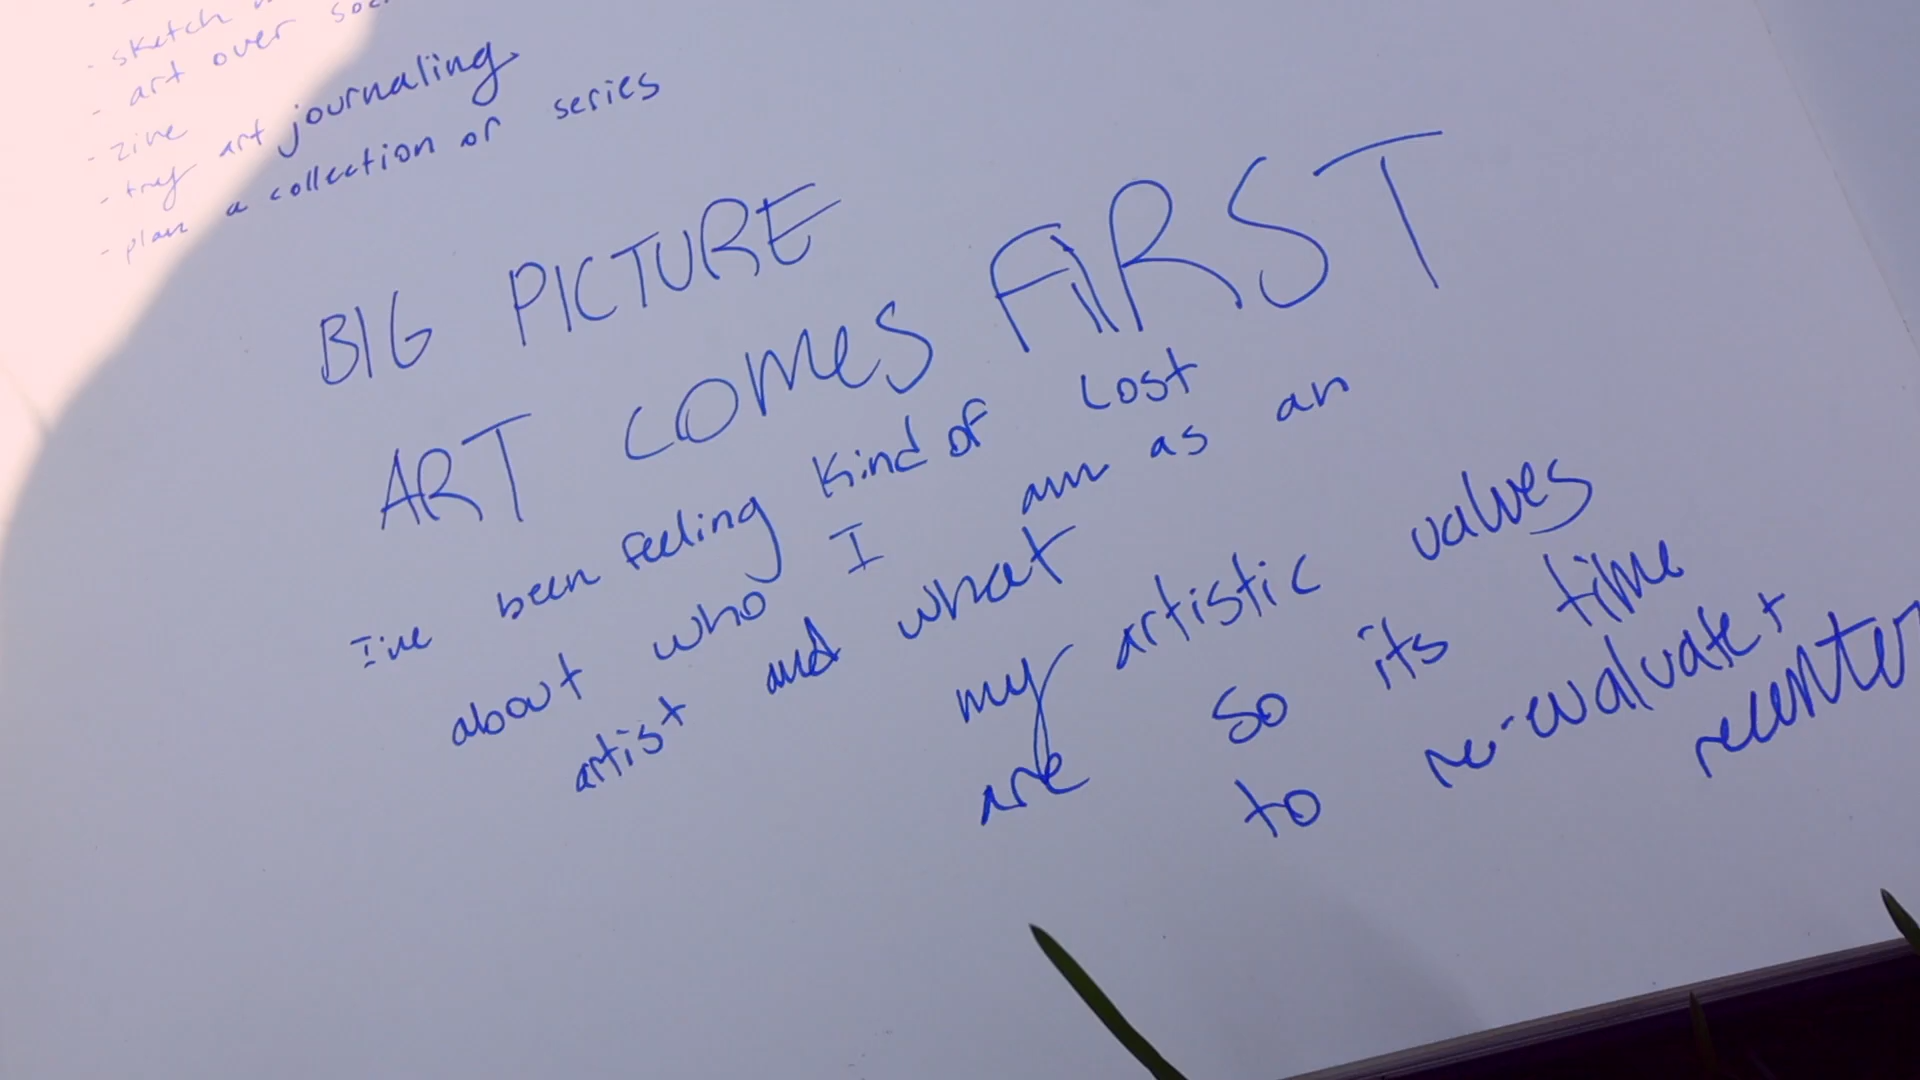 - sketch
- art over
- zine
- try art journaling
- plan a collection or series
BIG PICTURE
ART COMES FIRST
I've been feeling kind of lost
about who I am as an
artist and what
my artistic values
are so its time
to re-evaluate +
recenter